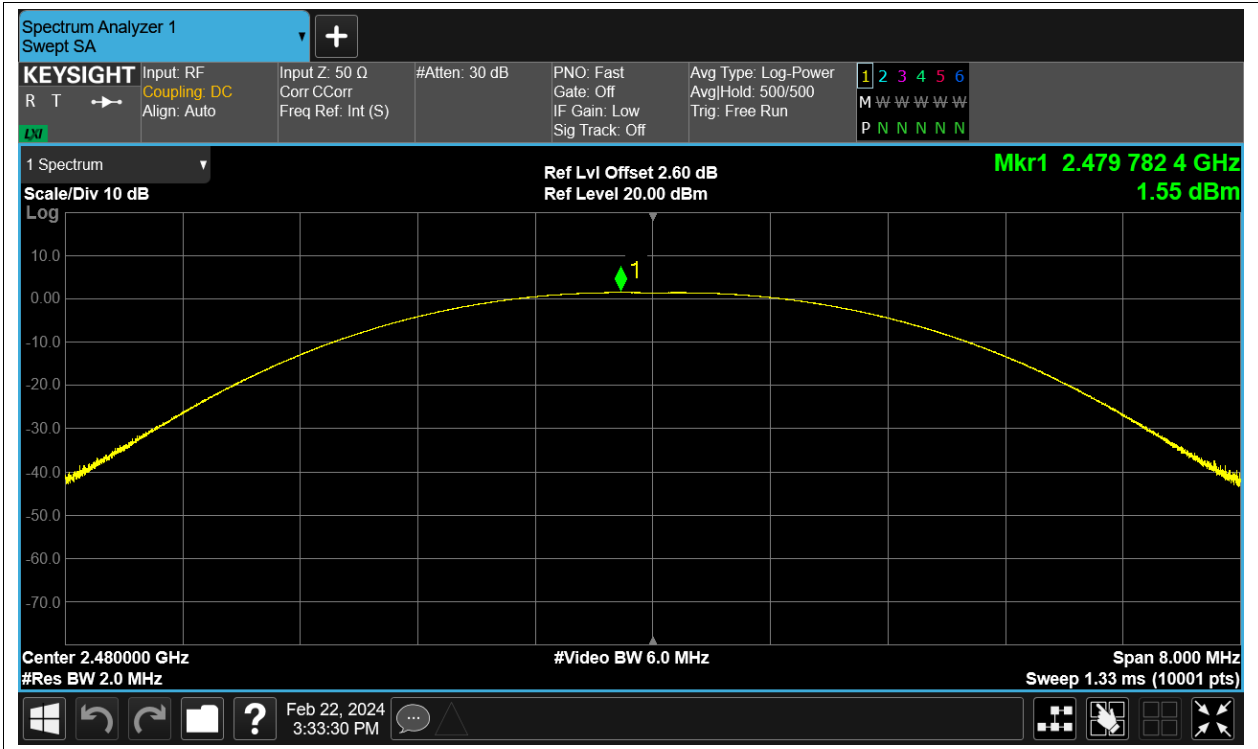 Spectrum Analyzer 1
Swept SA
+
KEYSIGHT
R T
LXI
Input: RF
Coupling: DC
Align: Auto
Input Z: 50 Ω
Corr CCorr
Freq Ref: Int (S)
#Atten: 30 dB
PNO: Fast
Gate: Off
IF Gain: Low
Sig Track: Off
Avg Type: Log-Power
Avg|Hold: 500/500
Trig: Free Run
1 2 3 4 5 6
M W W W W W
P N N N N N
1 Spectrum
Scale/Div 10 dB
Log
Ref Lvl Offset 2.60 dB
Ref Level 20.00 dBm
Mkr1 2.479 782 4 GHz
1.55 dBm
1
10.0
0.00
-10.0
-20.0
-30.0
-40.0
-50.0
-60.0
-70.0
Center 2.480000 GHz
#Res BW 2.0 MHz
#Video BW 6.0 MHz
Span 8.000 MHz
Sweep 1.33 ms (10001 pts)
?
Feb 22, 2024
3:33:30 PM